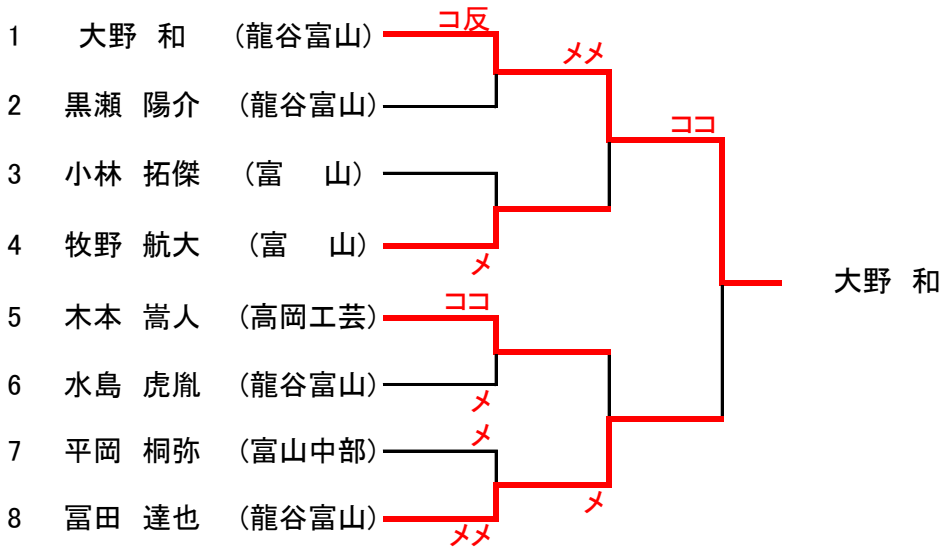 コ反
1 大野 和 (龍谷富山)
メメ
2 黒瀬 陽介 (龍谷富山)
ココ
3 小林 拓傑 (富 山)
4 牧野 航大 (富 山)
メ
大野 和
ココ
5 木本 嵩人 (高岡工芸)
6 水島 虎胤 (龍谷富山)
メ
メ
7 平岡 桐弥 (富山中部)
メ
8 冨田 達也 (龍谷富山)
メメ